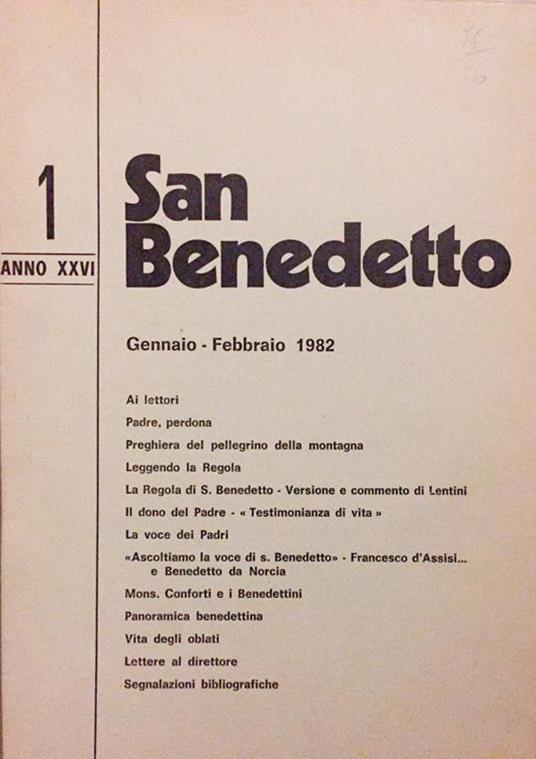 1
ANNO XXVI
San
Benedetto
Gennaio - Febbraio 1982
Ai lettori
Padre, perdona
Preghiera del pellegrino della montagna
Leggendo la Regola
La Regola di S. Benedetto - Versione e commento di Lentini
Il dono del Padre - « Testimonianza di vita »
La voce dei Padri
«Ascoltiamo la voce di s. Benedetto» - Francesco d'Assisi...
e Benedetto da Norcia
Mons. Conforti e i Benedettini
Panoramica benedettina
Vita degli oblati
Lettere al direttore
Segnalazioni bibliografiche